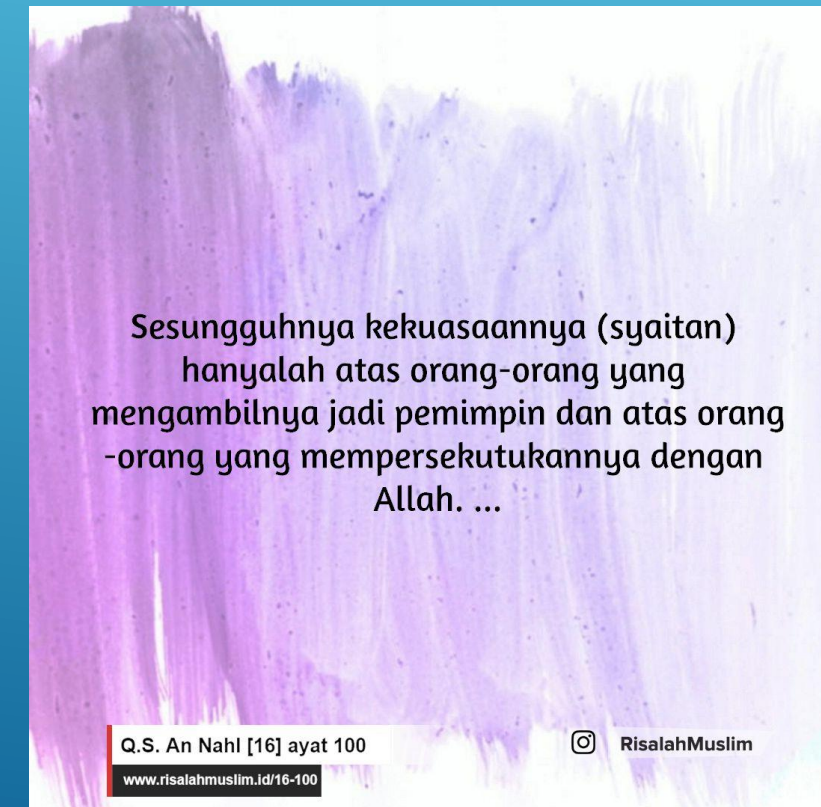 Sesungguhnya kekuasaannya (syaitan)
hanyalah atas orang-orang yang
mengambilnya jadi pemimpin dan atas orang
-orang yang mempersekutukannya dengan
Allah. ...
Q.S. An Nahl [16] ayat 100
RisalahMuslim
www.risalahmuslim.id/16-100